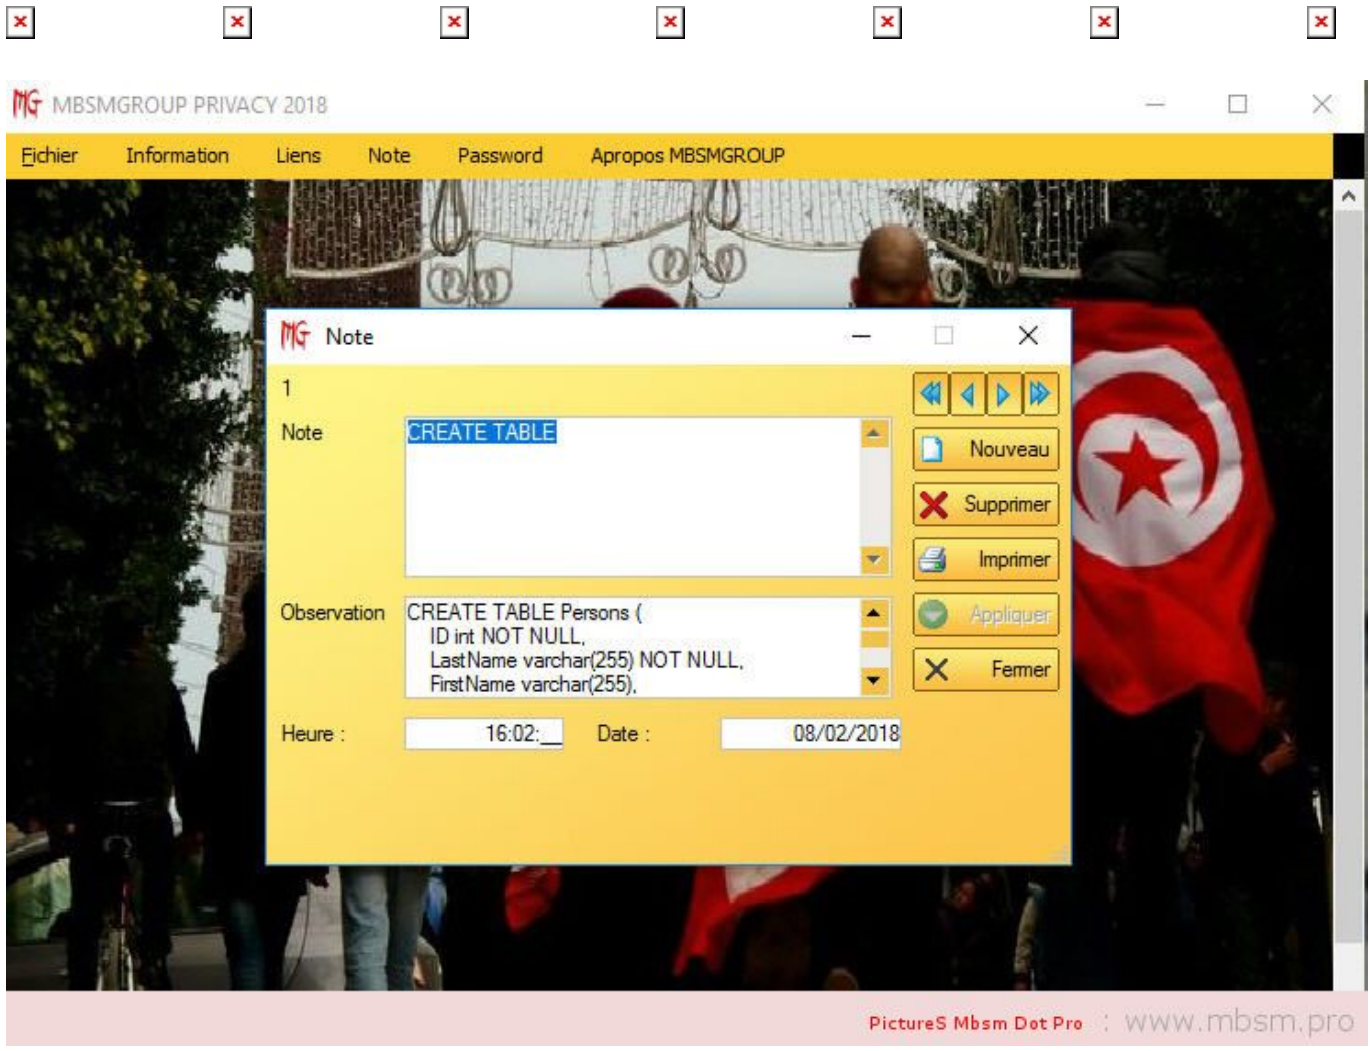 MG MBSMGROUP PRIVACY 2018
Fichier Information Liens Note Password Apropos MBSMGROUP
MG Note
1
Note CREATE TABLE
Nouveau
Supprimer
Imprimer
Observation CREATE TABLE Persons (
ID int NOT NULL,
LastName varchar(255) NOT NULL,
FirstName varchar(255),
Appliquer
Fermer
Heure : 16:02:__ Date : 08/02/2018
PictureS Mbsm Dot Pro : www.mbsm.pro